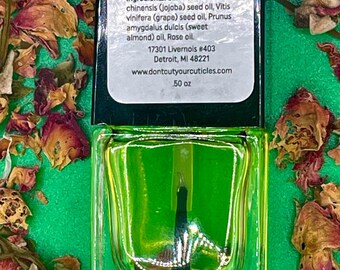 chinensis (jojoba) seed oil, Vitis
vinifera (grape) seed oil, Prunus
amygdalus dulcis (sweet
almond) oil, Rose oil.
17301 Livernois #403
Detroit, MI 48221
www.dontcutyourcuticles.com
.50 oz